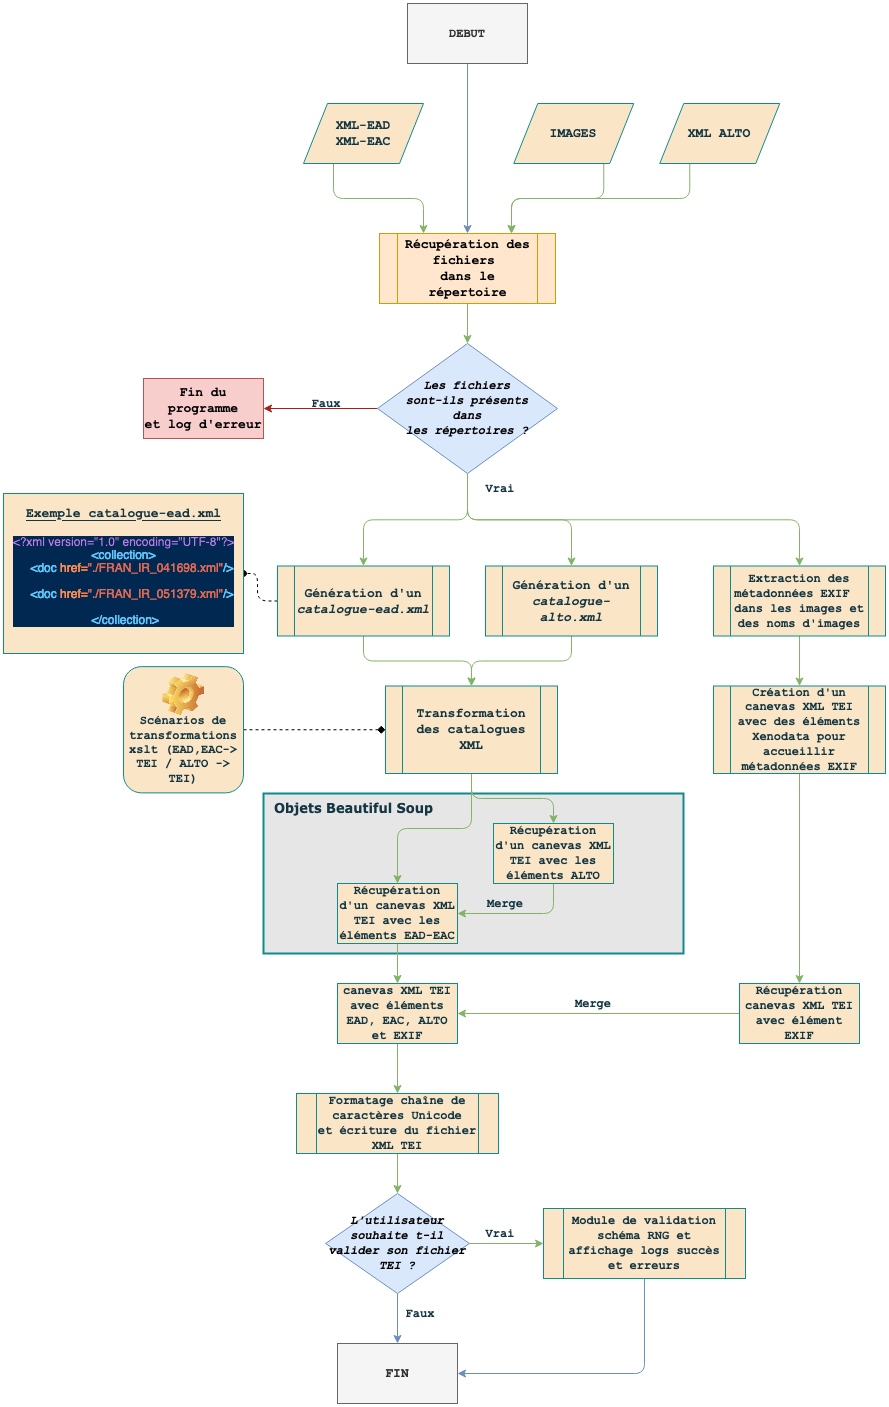 DEBUT
XML-EAD
XML-EAC
IMAGES
XML ALTO
Récupération des
fichiers
dans le
répertoire
Les fichiers
sont-ils présents
dans
les répertoires ?
Faux
Fin du
programme
et log d'erreur
Vrai
Exemple catalogue-ead.xml
<?xml version="1.0" encoding="UTF-8"?>
<collection>
<doc href="./FRAN_IR_041698.xml"/>
<doc href="./FRAN_IR_051379.xml"/>
</collection>
Génération d'un
catalogue-ead.xml
Génération d'un
catalogue-
alto.xml
Extraction des
métadonnées EXIF
dans les images et
des noms d'images
Scénarios de
transformations
xslt (EAD,EAC->
TEI / ALTO ->
TEI)
Transformation
des catalogues
XML
Création d'un
canevas XML TEI
avec des éléments
Xenodata pour
accueillir
métadonnées EXIF
Objets Beautiful Soup
Récupération
d'un canevas XML
TEI avec les
éléments ALTO
Merge
Récupération
d'un canevas XML
TEI avec les
éléments EAD-EAC
canevas XML TEI
avec éléments
EAD, EAC, ALTO
et EXIF
Merge
Récupération
canevas XML TEI
avec élément
EXIF
Formatage chaîne de
caractères Unicode
et écriture du fichier
XML TEI
L'utilisateur
souhaite t-il
valider son fichier
TEI ?
Vrai
Module de validation
schéma RNG et
affichage logs succès
et erreurs
Faux
FIN